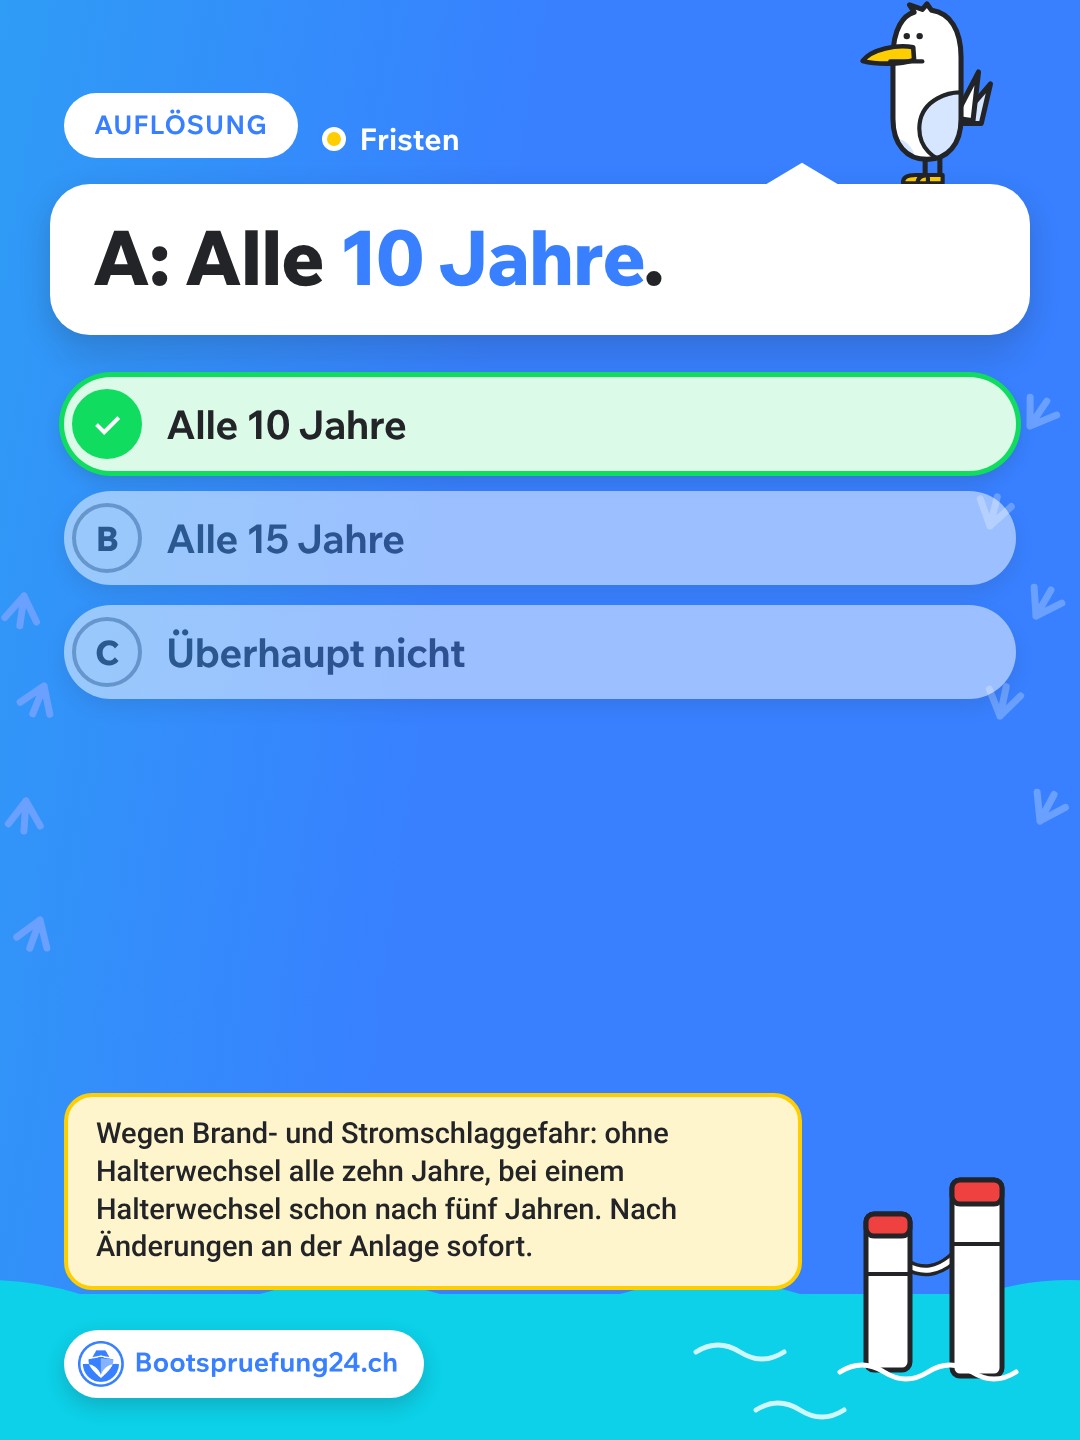 AUFLÖSUNG
Fristen
A: Alle 10 Jahre.
Alle 10 Jahre
B Alle 15 Jahre
C Überhaupt nicht
Wegen Brand- und Stromschlaggefahr: ohne
Halterwechsel alle zehn Jahre, bei einem
Halterwechsel schon nach fünf Jahren. Nach
Änderungen an der Anlage sofort.
Bootspruefung24.ch